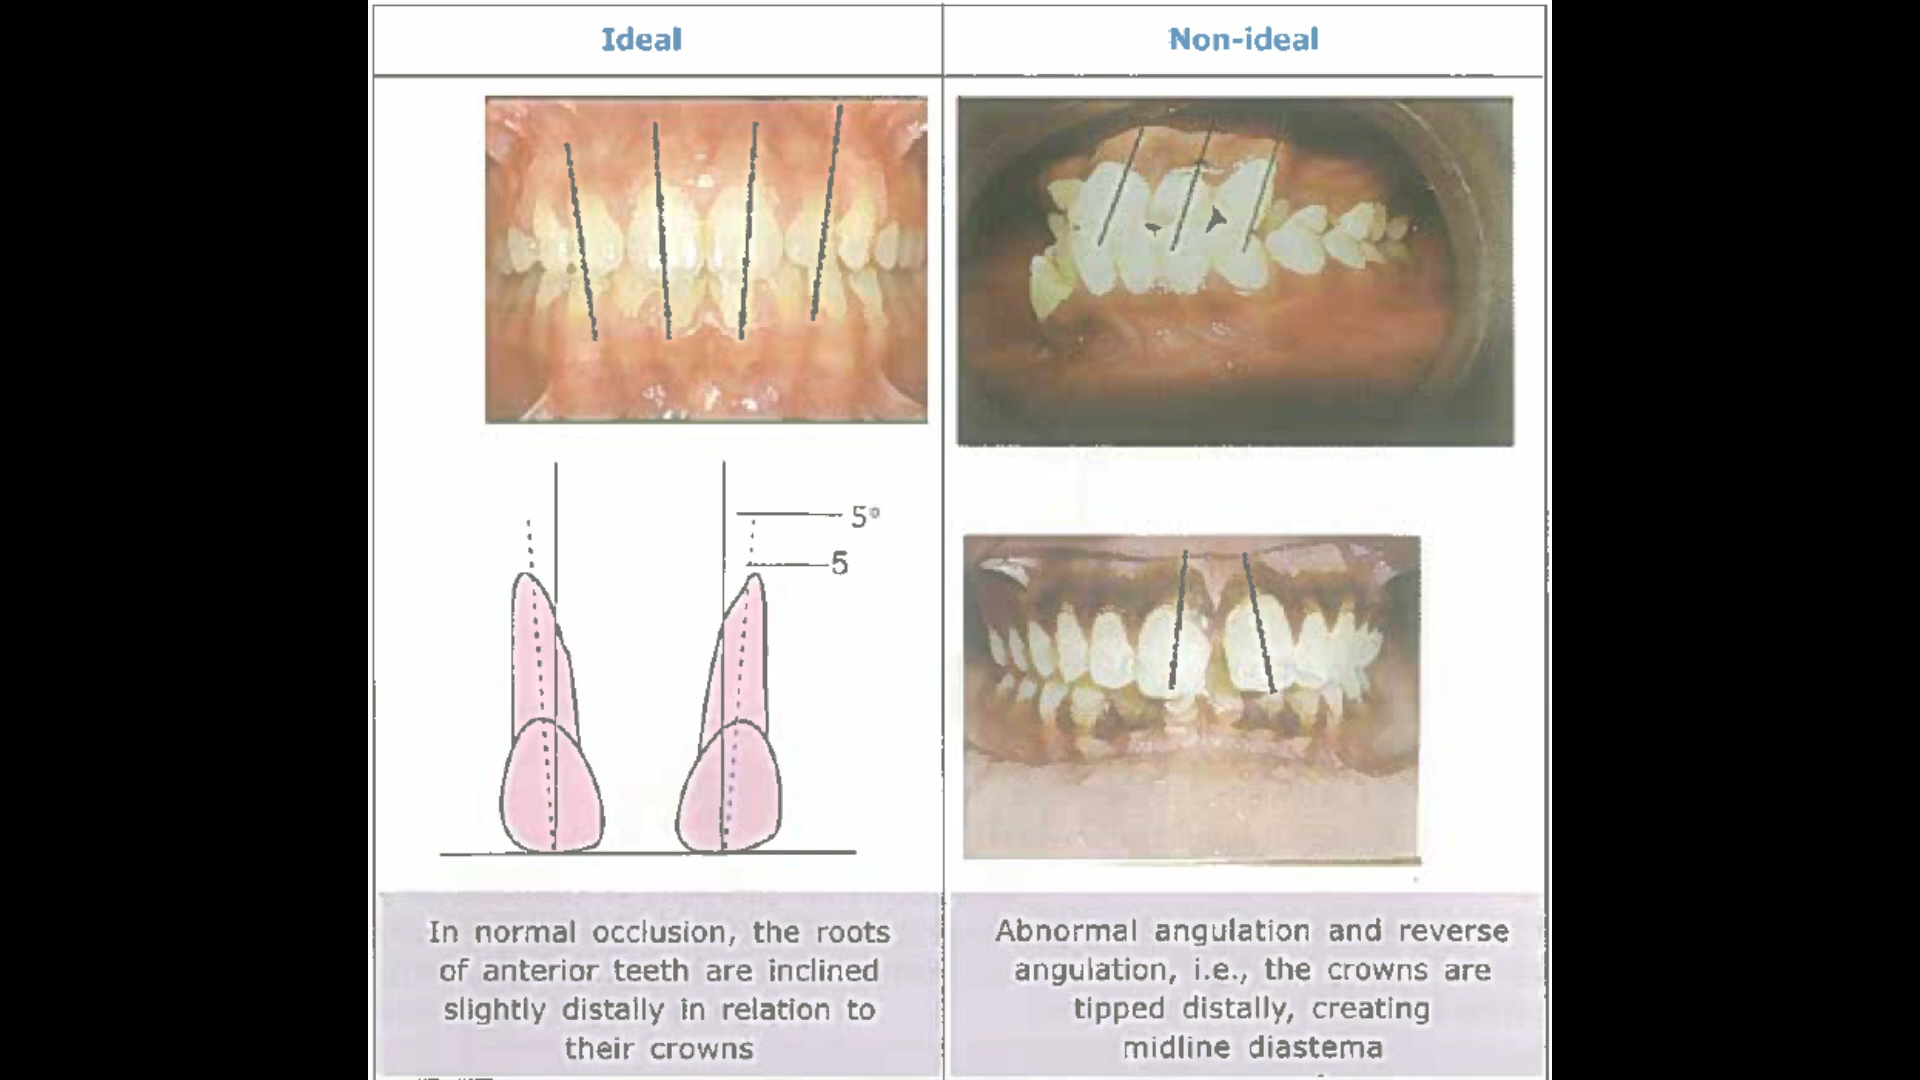 Ideal
Non-ideal
5°
5
In normal occlusion, the roots
of anterior teeth are inclined
slightly distally in relation to
their crowns
Abnormal angulation and reverse
angulation, i.e., the crowns are
tipped distally, creating
midline diastema